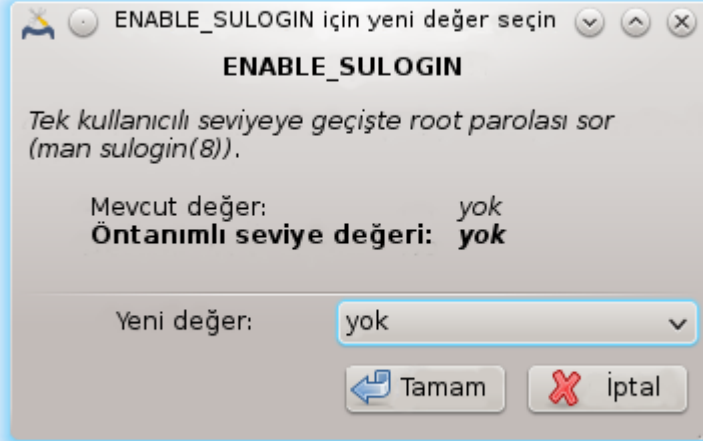 ENABLE_SULOGIN için yeni değer seçin
ENABLE_SULOGIN
Tek kullanıcılı seviyeye geçişte root parolası sor
(man sulogin(8)).
Mevcut değer: yok
Öntanımlı seviye değeri: yok
Yeni değer: yok
Tamam İptal